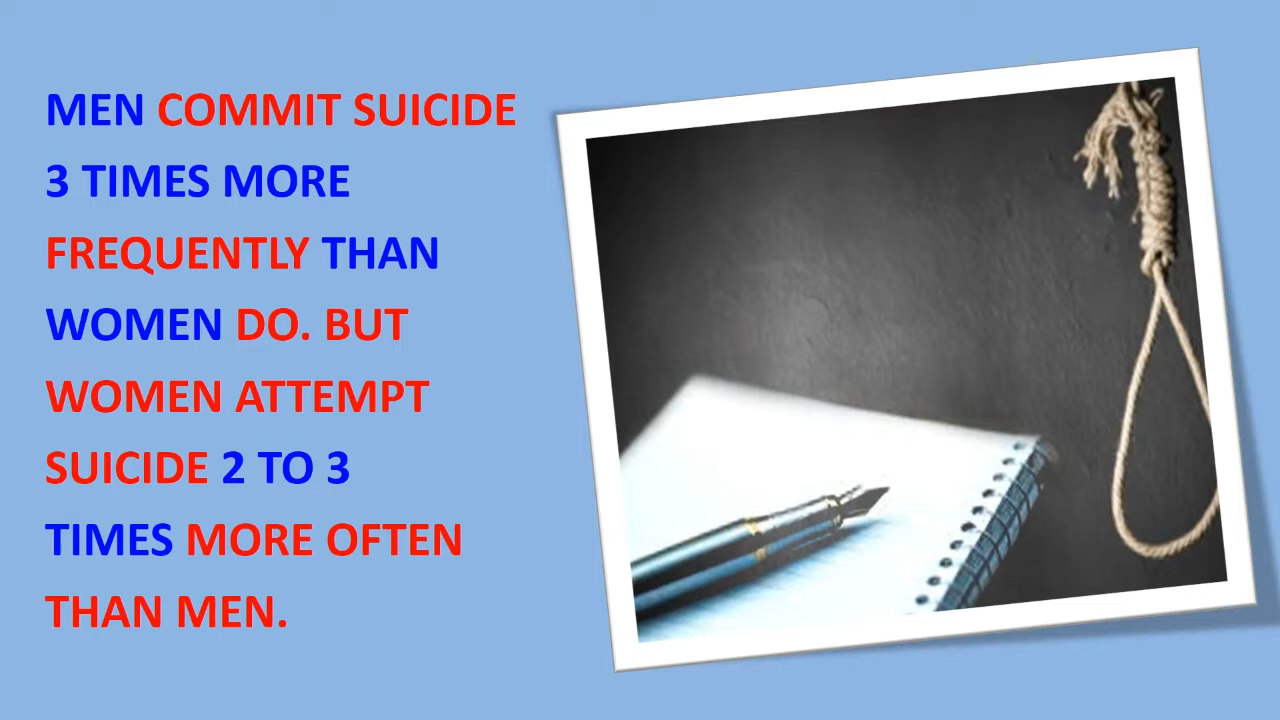 MEN COMMIT SUICIDE
3 TIMES MORE
FREQUENTLY THAN
WOMEN DO. BUT
WOMEN ATTEMPT
SUICIDE 2 TO 3
TIMES MORE OFTEN
THAN MEN.